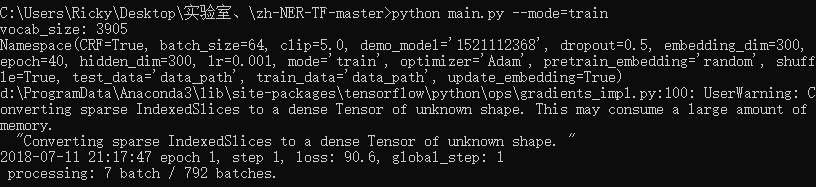 C:\Users\Ricky\Desktop\实验室、\zh-NER-TF-master>python main.py --mode=train
vocab_size: 3905
Namespace(CRF=True, batch_size=64, clip=5.0, demo_model='1521112368', dropout=0.5, embedding_dim=300,
epoch=40, hidden_dim=300, lr=0.001, mode='train', optimizer='Adam', pretrain_embedding='random', shuff
le=True, test_data='data_path', train_data='data_path', update_embedding=True)
d:\ProgramData\Anaconda3\lib\site-packages\tensorflow\python\ops\gradients_impl.py:100: UserWarning: C
onverting sparse IndexedSlices to a dense Tensor of unknown shape. This may consume a large amount of
memory.
"Converting sparse IndexedSlices to a dense Tensor of unknown shape. "
2018-07-11 21:17:47 epoch 1, step 1, loss: 90.6, global_step: 1
processing: 7 batch / 792 batches.